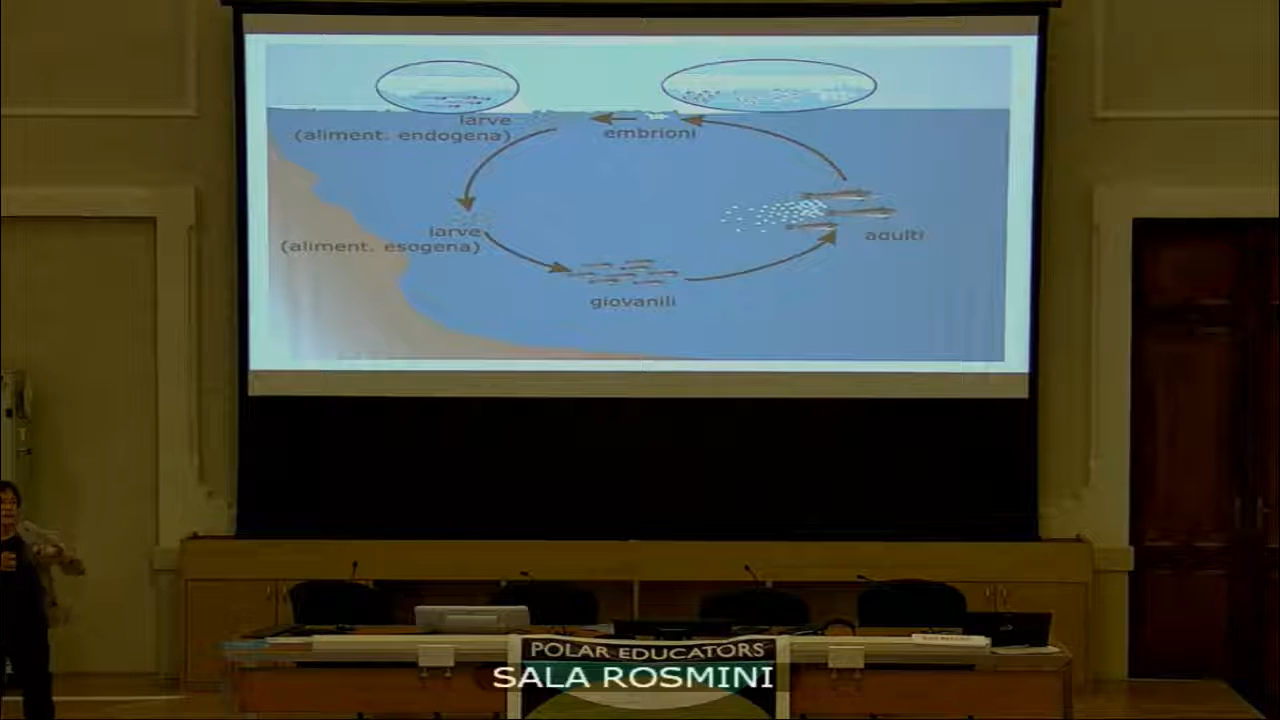 larve
(aliment. endogena)
embrioni
larve
(aliment. esogena)
adulti
giovanili
POLAR EDUCATORS
SALA ROSMINI